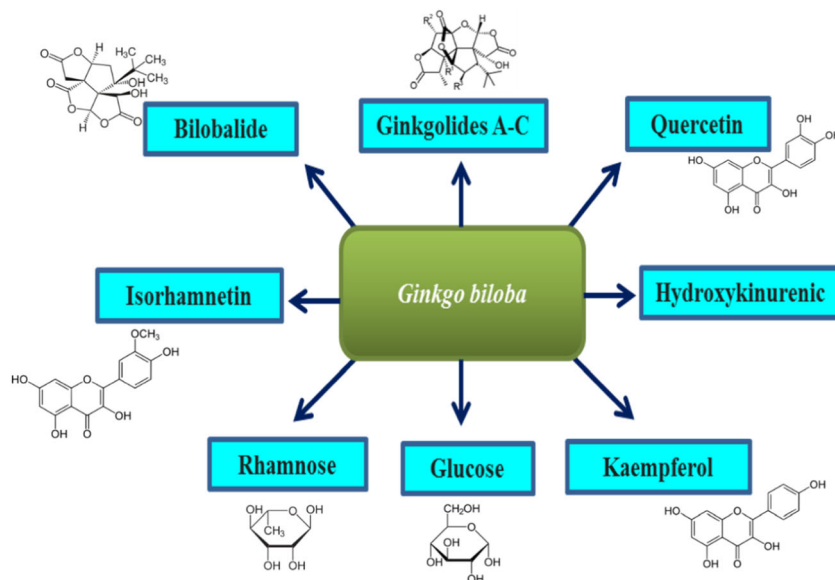 Bilobalide
Ginkgolides A-C
Quercetin
Isorhamnetin
Ginkgo biloba
Hydroxykinurenic
Rhamnose
Glucose
Kaempferol